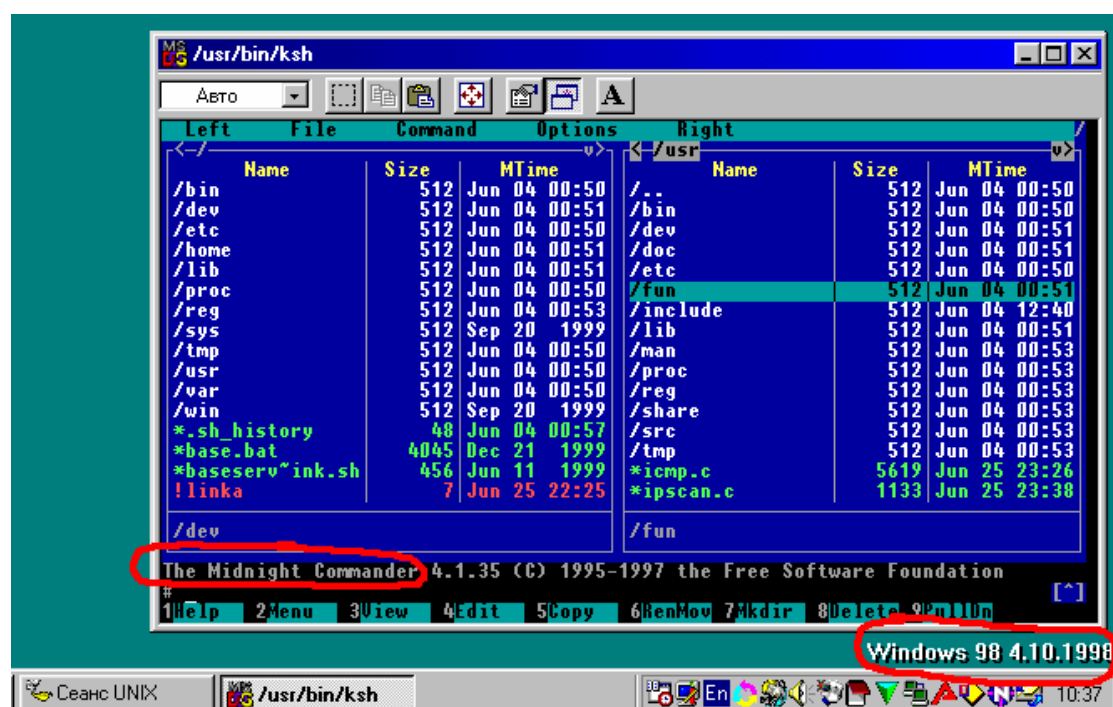 /usr/bin/ksh
Авто A
Left File Command Options Right /
<-/ v> < /usr v>
Name Size MTime Name Size MTime
/bin 512 Jun 04 00:50 /.. 512 Jun 04 00:50
/dev 512 Jun 04 00:51 /bin 512 Jun 04 00:50
/etc 512 Jun 04 00:50 /dev 512 Jun 04 00:51
/home 512 Jun 04 00:51 /doc 512 Jun 04 00:51
/lib 512 Jun 04 00:51 /etc 512 Jun 04 00:50
/proc 512 Jun 04 00:50 /fun 512 Jun 04 00:51
/reg 512 Jun 04 00:53 /include 512 Jun 04 12:40
/sys 512 Sep 20 1999 /lib 512 Jun 04 00:51
/tmp 512 Jun 04 00:50 /man 512 Jun 04 00:53
/usr 512 Jun 04 00:50 /proc 512 Jun 04 00:53
/var 512 Jun 04 00:50 /reg 512 Jun 04 00:53
/win 512 Sep 20 1999 /share 512 Jun 04 00:53
*.sh_history 48 Jun 04 00:57 /src 512 Jun 04 00:53
*base.bat 4045 Dec 21 1999 /tmp 512 Jun 04 00:53
*baseserv~ink.sh 456 Jun 11 1999 *icmp.c 5619 Jun 25 23:26
!linka 7 Jun 25 22:25 *ipscan.c 1133 Jun 25 23:38
/dev /fun
The Midnight Commander 4.1.35 (C) 1995-1997 the Free Software Foundation
# [^]
1Help 2Menu 3View 4Edit 5Copy 6RenMov 7Mkdir 8Delete 9PullDn
Windows 98 4.10.1998
Сеанс UNIX /usr/bin/ksh En 10:37